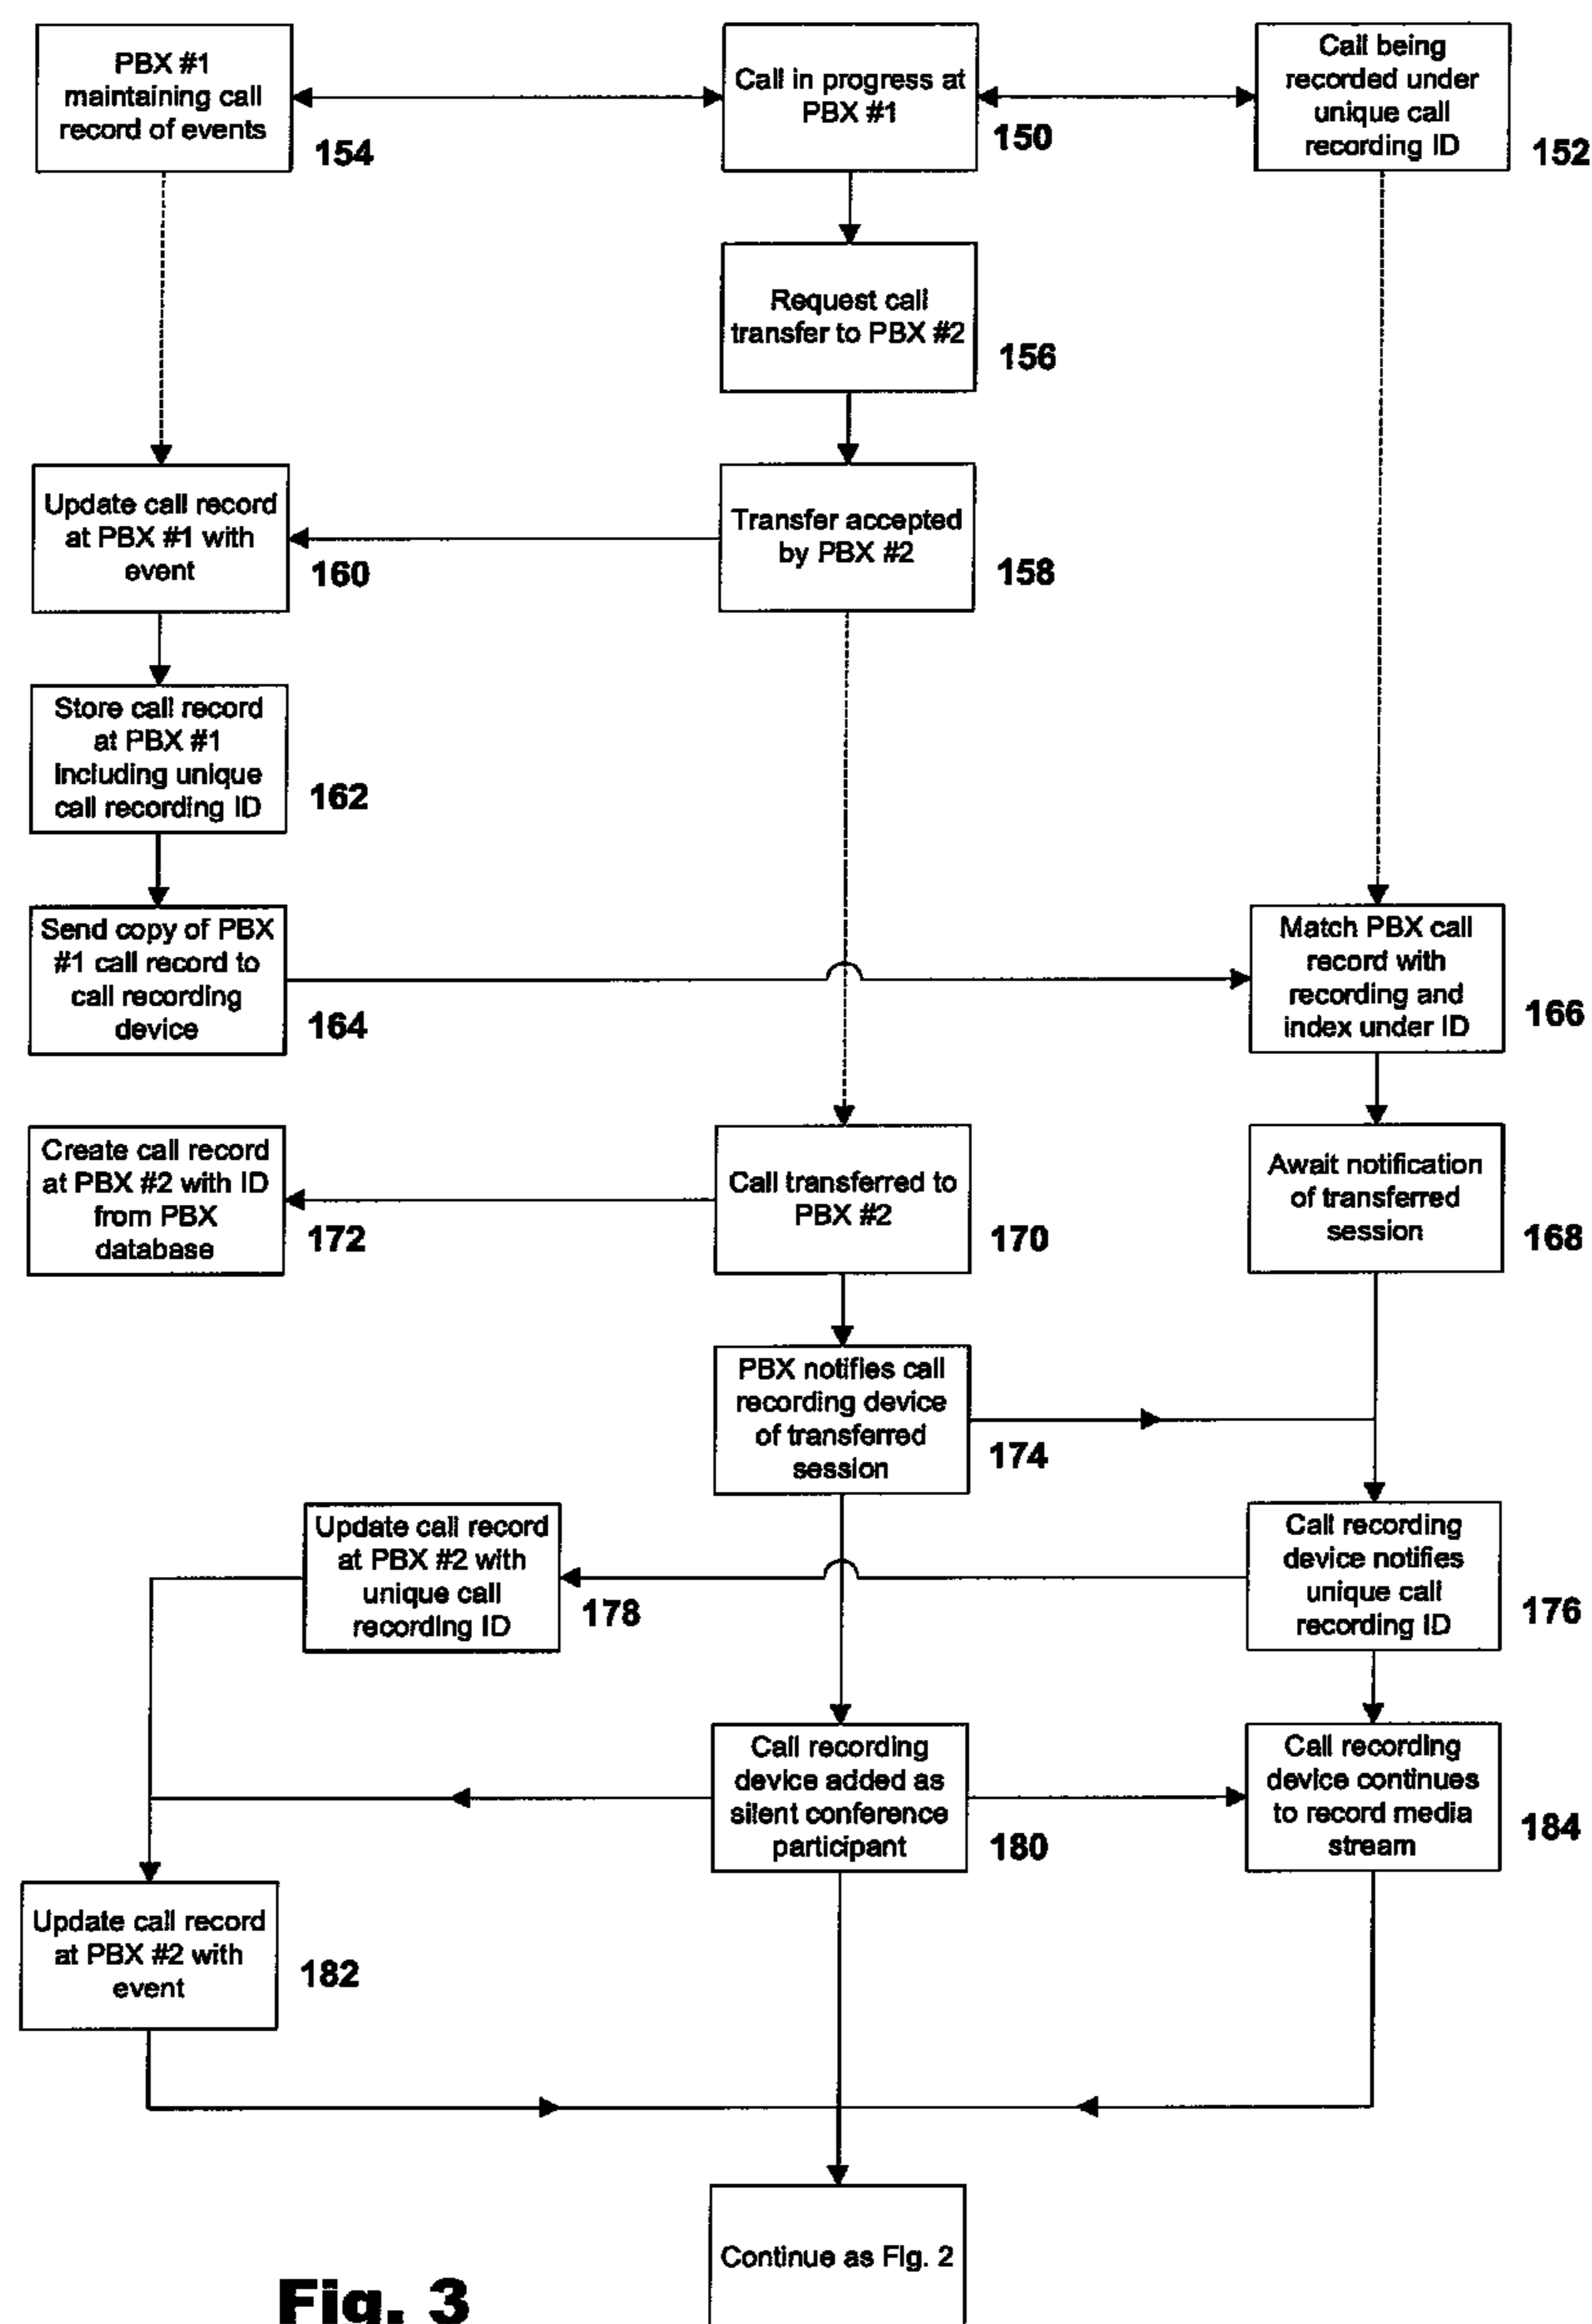 PBX #1
maintaining call
record of events
154
Call in progress at
PBX #1
150
Call being
recorded under
unique call
recording ID
152
Request call
transfer to PBX #2
156
Update call record
at PBX #1 with
event
160
Transfer accepted
by PBX #2
158
Store call record
at PBX #1
including unique
call recording ID
162
Send copy of PBX
#1 call record to
call recording
device
164
Match PBX call
record with
recording and
index under ID
166
Create call record
at PBX #2 with ID
from PBX
database
172
Call transferred to
PBX #2
170
Await notification
of transferred
session
168
PBX notifies call
recording device
of transferred
session
174
Update call record
at PBX #2 with
unique call
recording ID
178
Call recording
device notifies
unique call
recording ID
176
Call recording
device added as
silent conference
participant
180
Call recording
device continues
to record media
stream
184
Update call record
at PBX #2 with
event
182
Continue as Fig. 2
Fig. 3